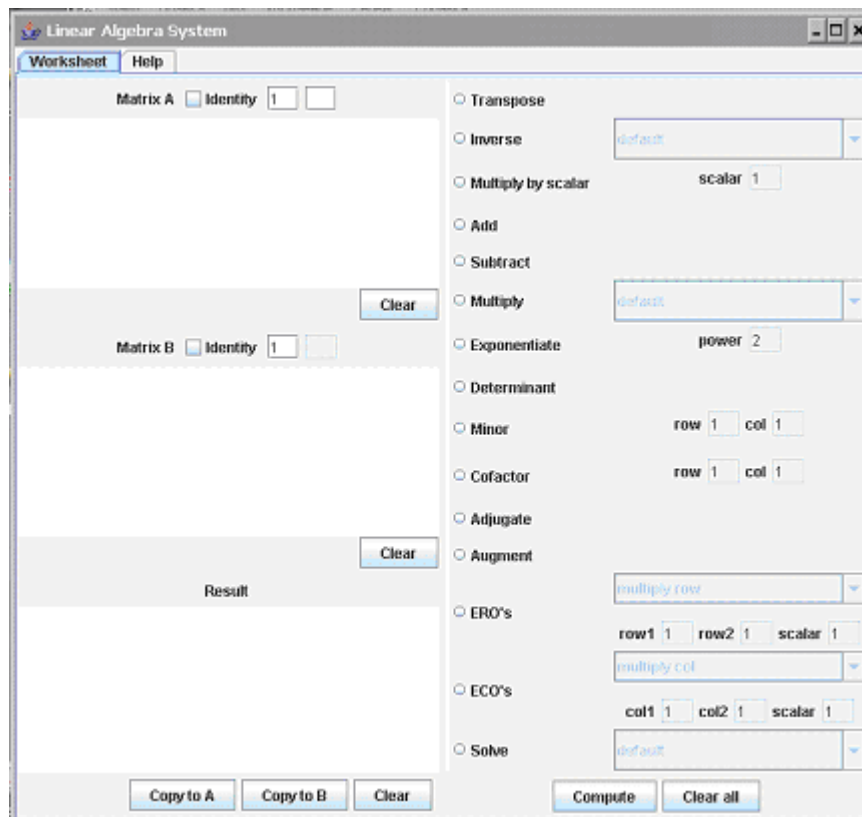 Linear Algebra System
Worksheet Help
Matrix A Identity 1
Clear
Matrix B Identity 1
Clear
Result
Copy to A Copy to B Clear
Transpose
Inverse default
Multiply by scalar scalar 1
Add
Subtract
Multiply default
Exponentiate power 2
Determinant
Minor row 1 col 1
Cofactor row 1 col 1
Adjugate
Augment
multiply row
ERO's
row1 1 row2 1 scalar 1
multiply col
ECO's
col1 1 col2 1 scalar 1
Solve default
Compute Clear all